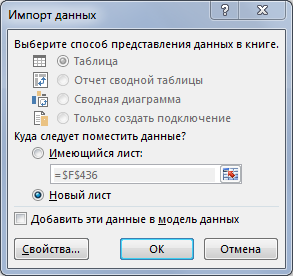 Импорт данных
Выберите способ представления данных в книге.
Таблица
Отчет сводной таблицы
Сводная диаграмма
Только создать подключение
Куда следует поместить данные?
Имеющийся лист:
=$F$436
Новый лист
Добавить эти данные в модель данных
Свойства... ОК Отмена